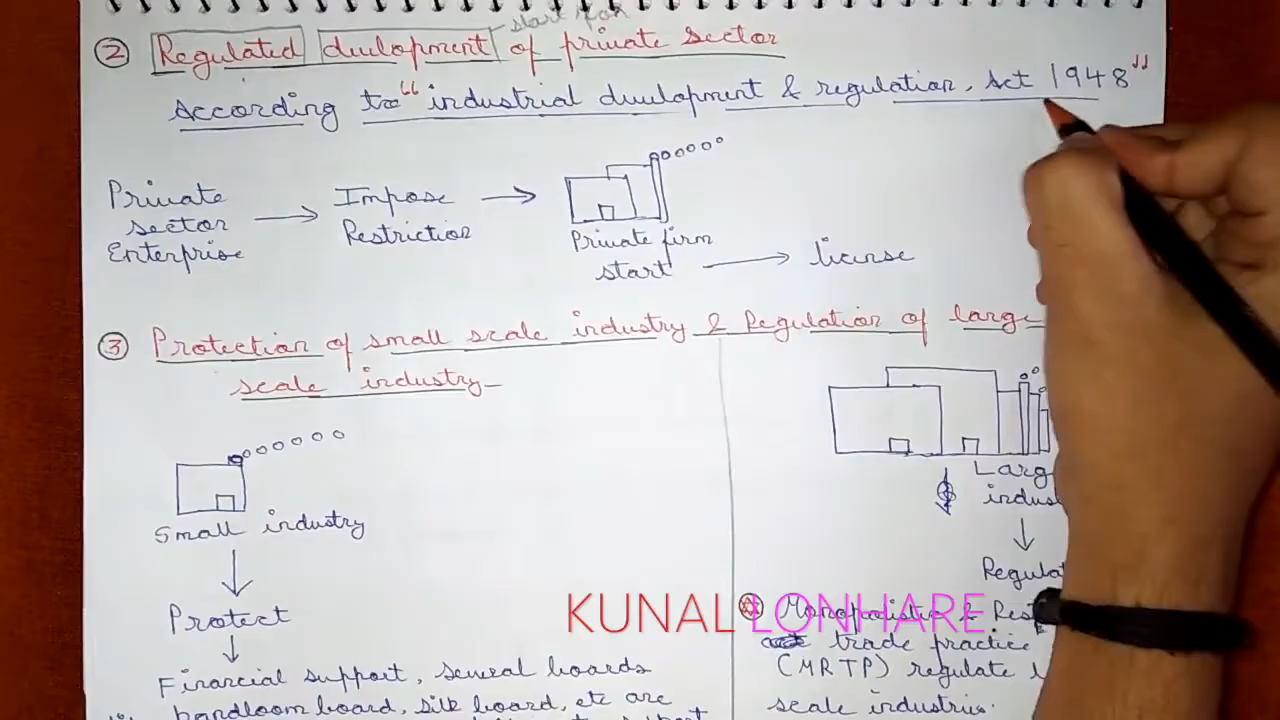 start for
② Regulated development of private sector
According to "industrial development & regulation, Act 1948"
Private sector Enterprise → Impose Restriction → Private firm start → license
③ Protection of small scale industry & Regulation of large
scale industry-
Small industry
Protect
Financial support, several boards
handloom board, silk board, etc are
Larg
indus
Regulat
Monopolistic & Rest
trade practice
(MRTP) regulate l
scale industries.
KUNAL LONHARE